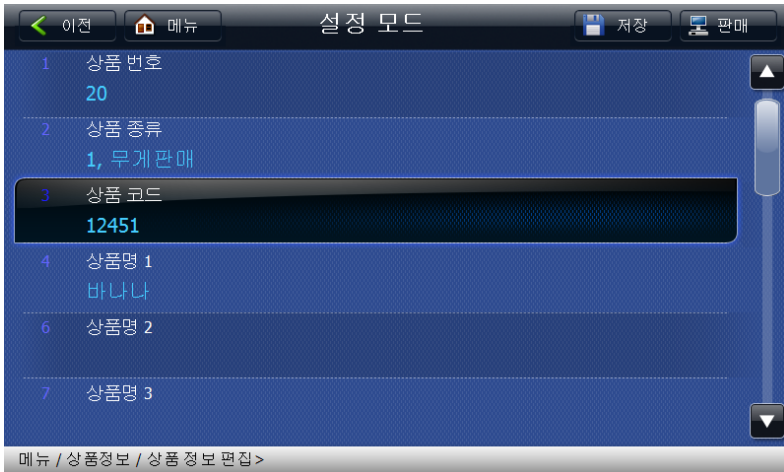 이전 메뉴 설정 모드 저장 판매
1 상품 번호
20
2 상품 종류
1, 무게판매
3 상품 코드
12451
4 상품명 1
바나나
6 상품명 2
7 상품명 3
메뉴 / 상품정보 / 상품 정보 편집>